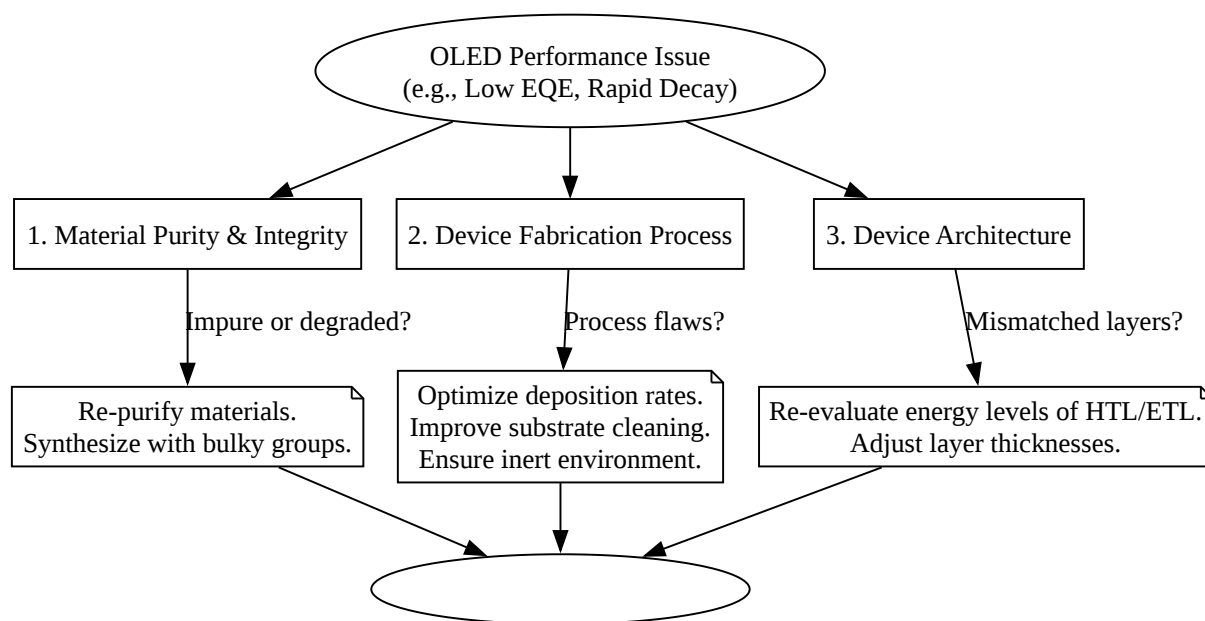 OLED Performance Issue
(e.g., Low EQE, Rapid Decay)
1. Material Purity & Integrity
2. Device Fabrication Process
3. Device Architecture
Impure or degraded?
Process flaws?
Mismatched layers?
Re-purify materials.
Synthesize with bulky groups.
Optimize deposition rates.
Improve substrate cleaning.
Ensure inert environment.
Re-evaluate energy levels of HTL/ETL.
Adjust layer thicknesses.